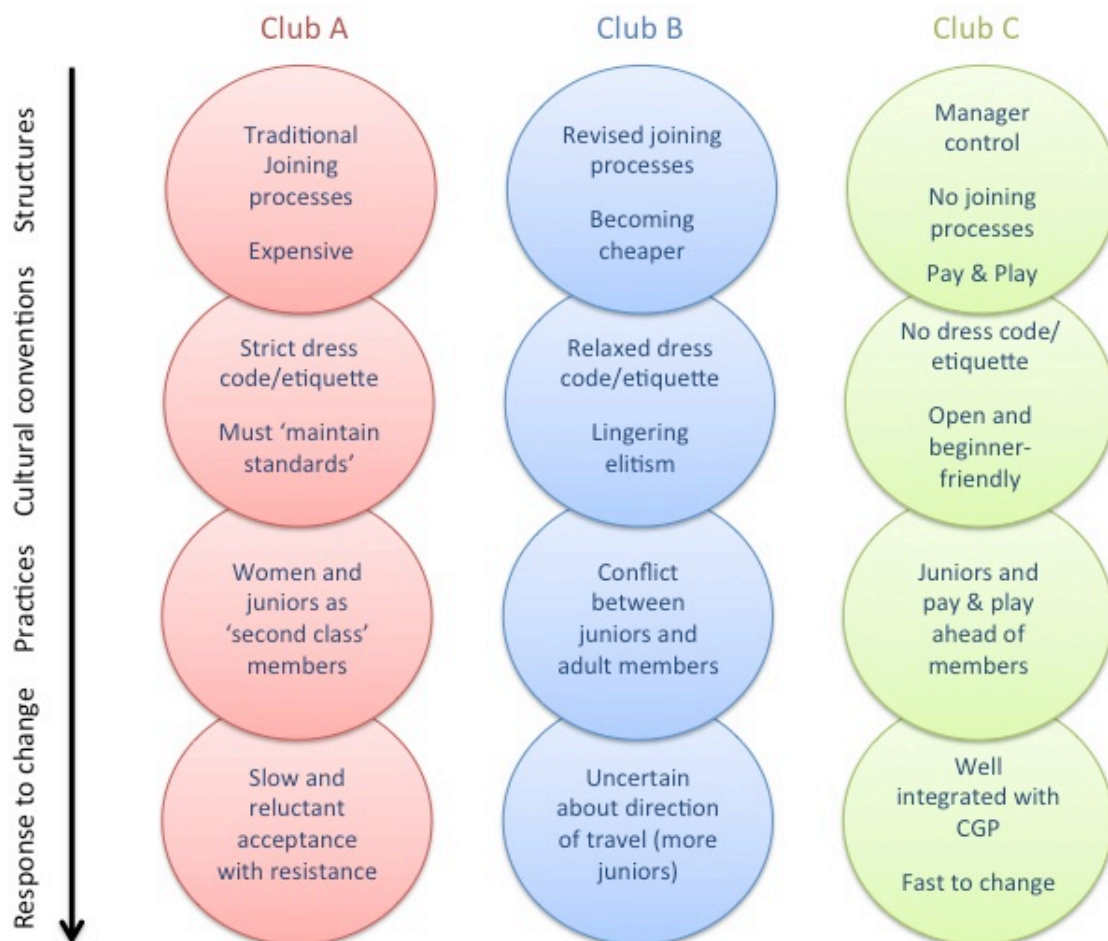 Club A
Club B
Club C
Structures
Traditional
Joining
processes
Expensive
Revised joining
processes
Becoming
cheaper
Manager
control
No joining
processes
Pay & Play
Cultural conventions
Strict dress
code/etiquette
Must ‘maintain
standards’
Relaxed dress
code/etiquette
Lingering
elitism
No dress code/
etiquette
Open and
beginner-
friendly
Practices
Women and
juniors as
‘second class’
members
Conflict
between
juniors and
adult members
Juniors and
pay & play
ahead of
members
Response to change
Slow and
reluctant
acceptance
with resistance
Uncertain
about direction
of travel (more
juniors)
Well
integrated with
CGP
Fast to change